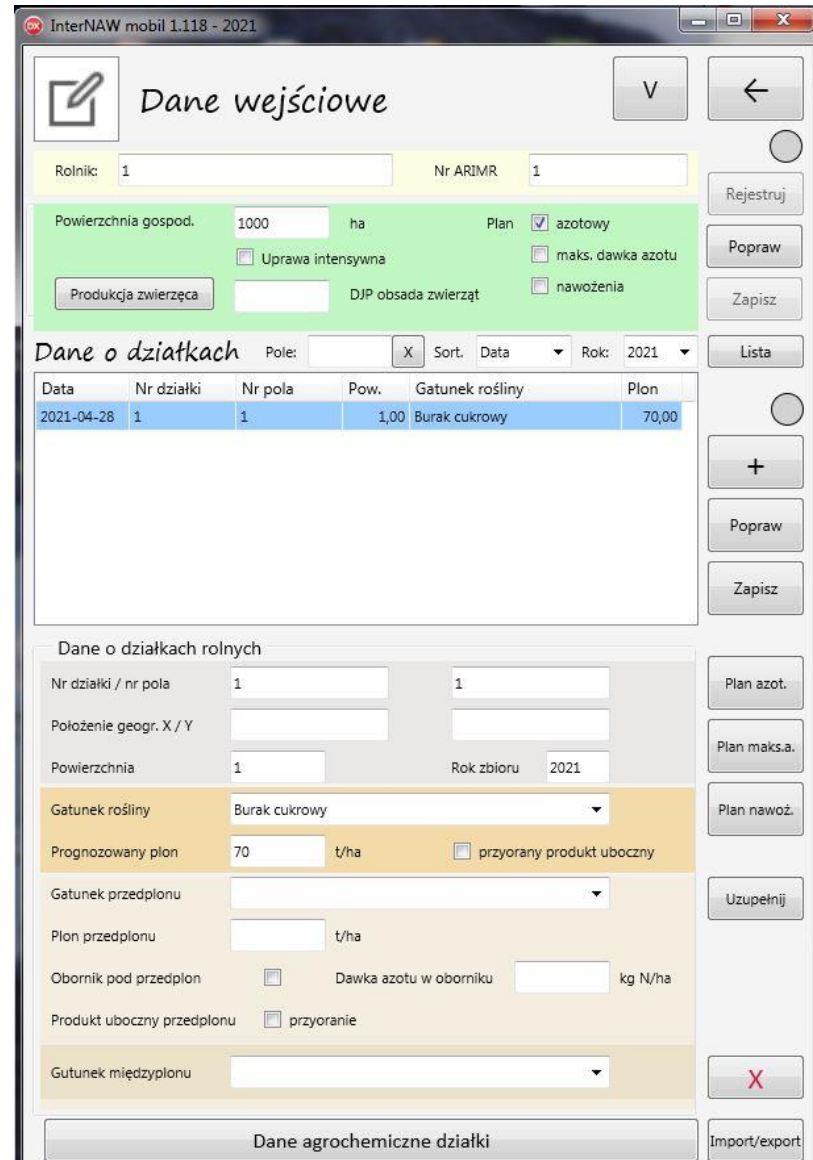 InterNAW mobil 1.118 - 2021
Dane wejściowe
V
Rolnik: 1 Nr ARIMR 1
Rejestruj
Powierzchnia gospod. 1000 ha Plan azotowy
Uprawa intensywna maks. dawka azotu
Popraw
Produkcja zwierzęca DJP obsada zwierząt nawożenia
Zapisz
Dane o działkach Pole: X Sort. Data Rok: 2021
Lista
Data Nr działki Nr pola Pow. Gatunek rośliny Plon
2021-04-28 1 1 1,00 Burak cukrowy 70,00
+
Popraw
Zapisz
Dane o działkach rolnych
Nr działki / nr pola 1 1
Plan azot.
Położenie geogr. X / Y
Plan maks.a.
Powierzchnia 1 Rok zbioru 2021
Gatunek rośliny Burak cukrowy
Plan nawoż.
Prognozowany plon 70 t/ha przyorany produkt uboczny
Gatunek przedplonu
Uzupełnij
Plon przedplonu t/ha
Obornik pod przedplon Dawka azotu w oborniku kg N/ha
Produkt uboczny przedplonu przyoranie
Gutunek międzyplonu
X
Dane agrochemiczne działki
Import/export